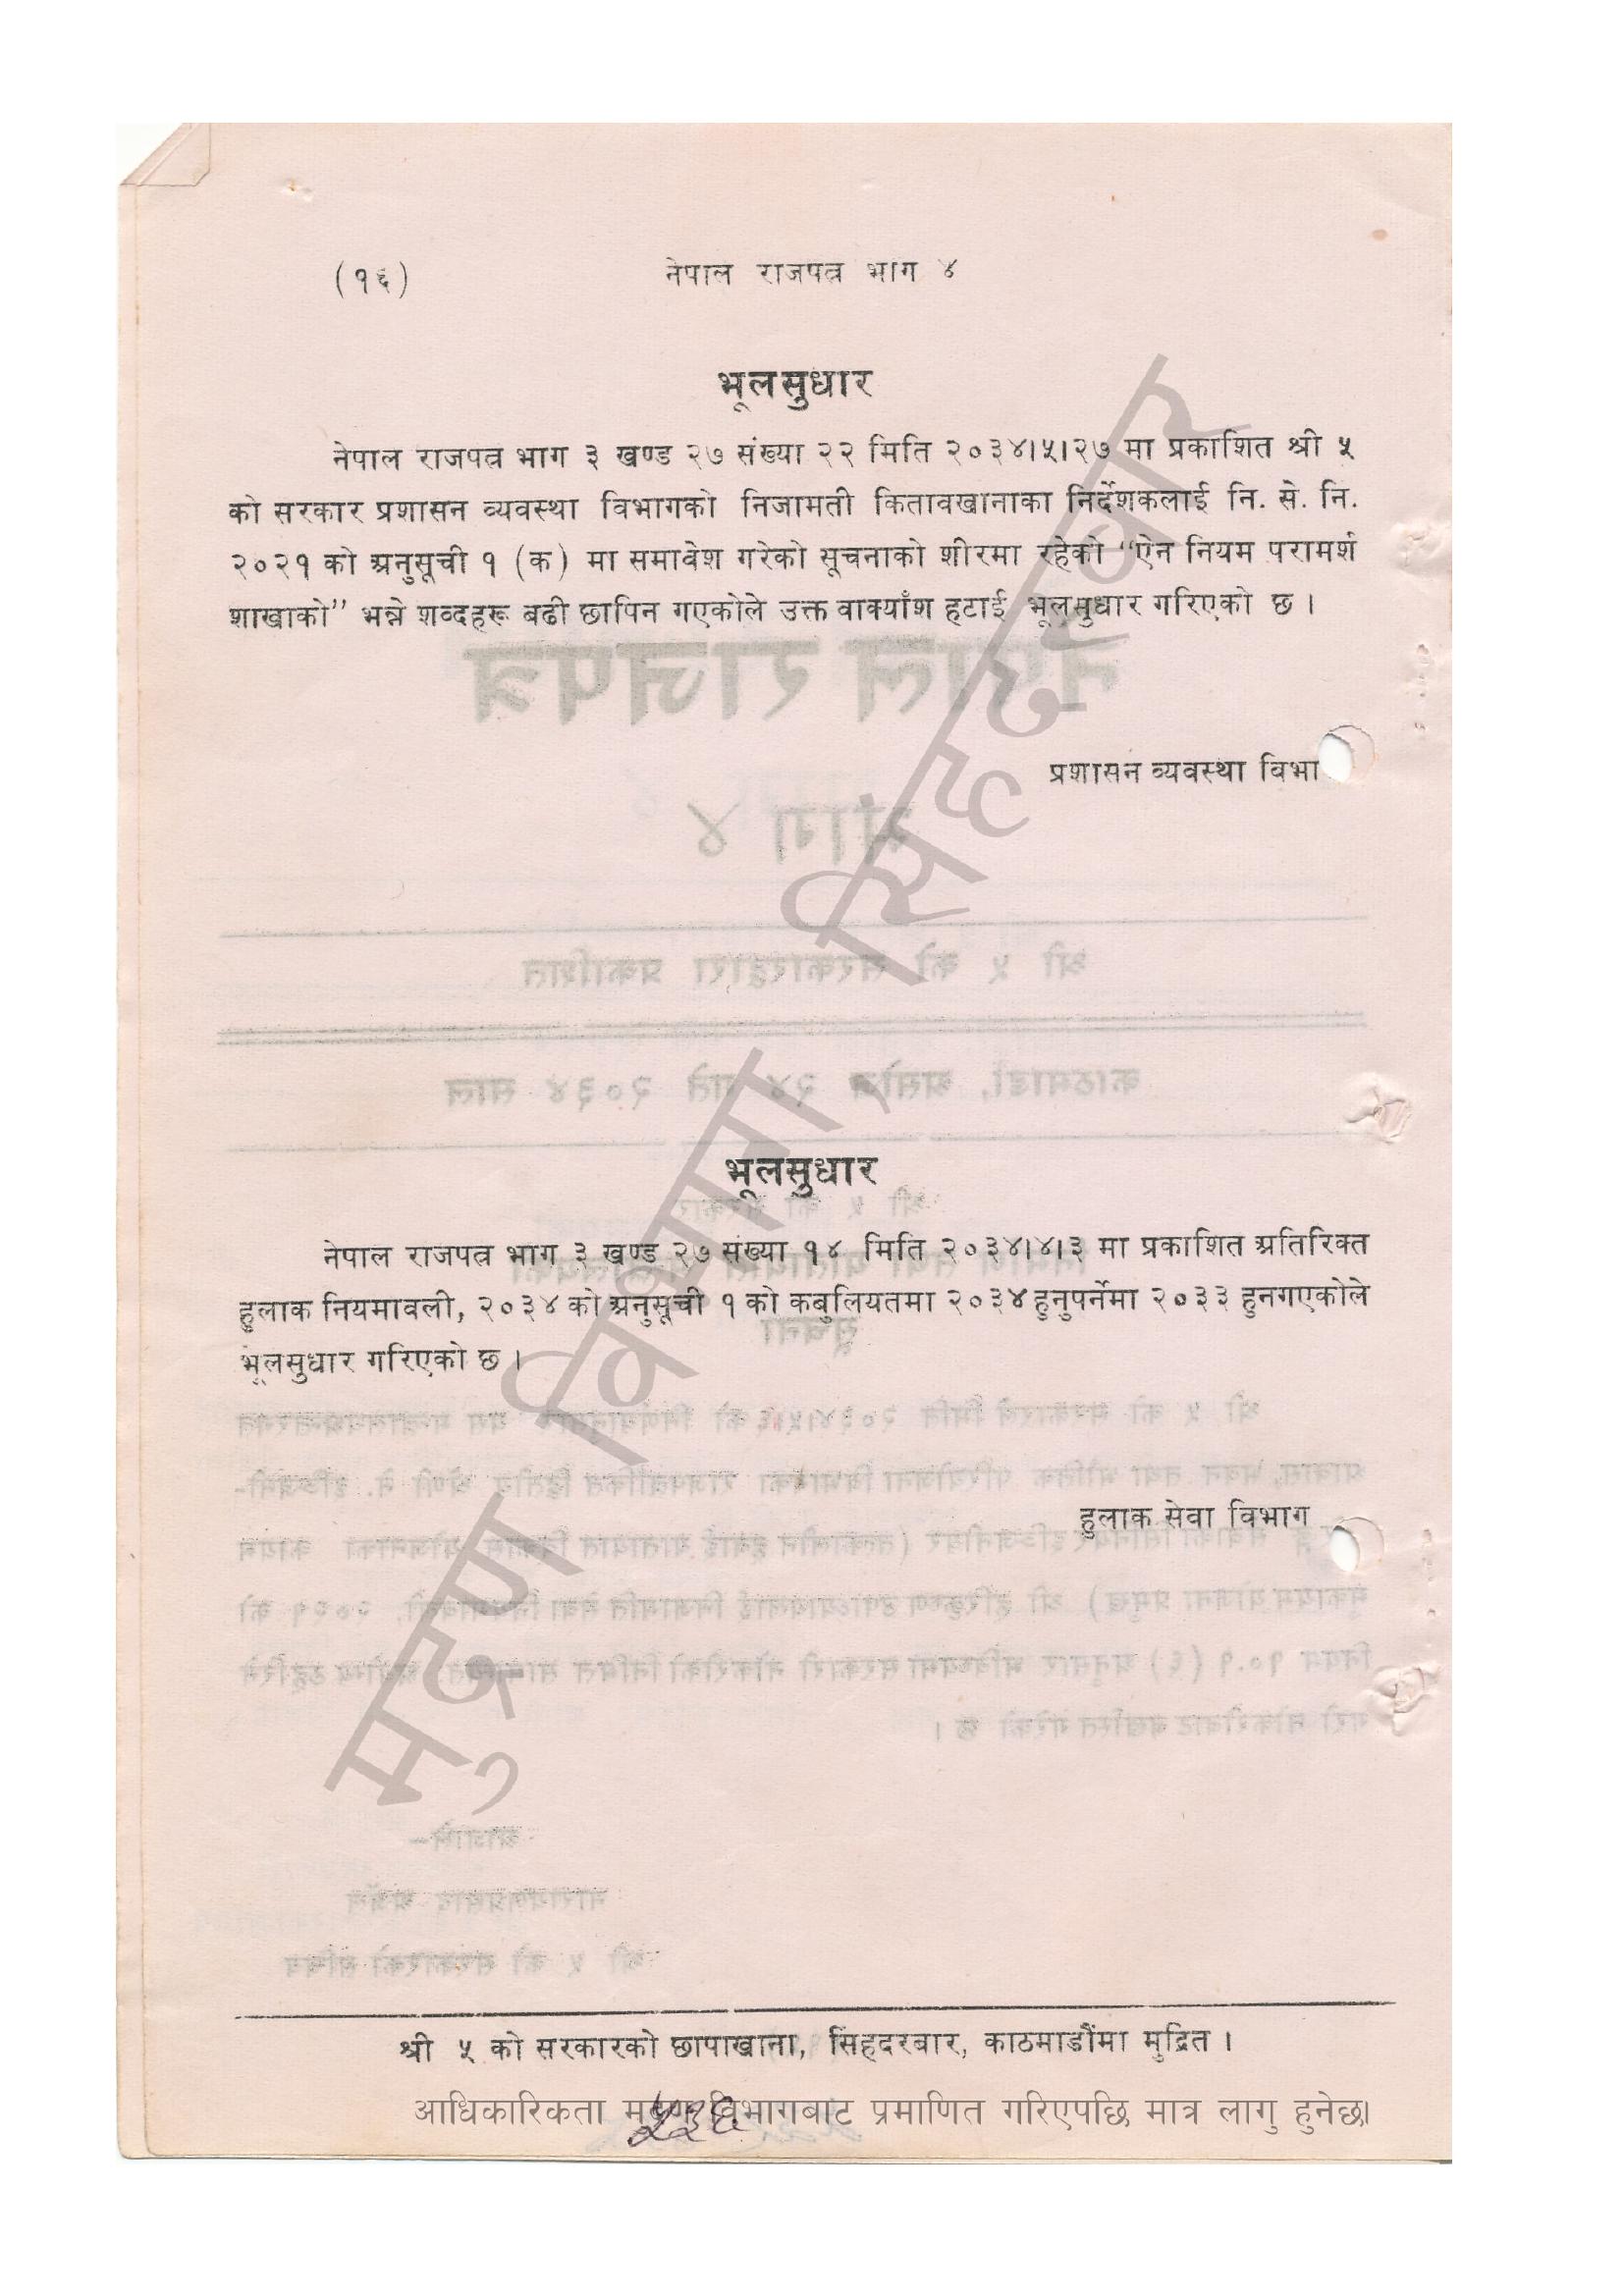 (१६)
नेपाल राजपत्र भाग ४
भूलसुधार
नेपाल राजपत्र भाग ३ खण्ड २७ संख्या २२ मिति २०३४।५।२७ मा प्रकाशित श्री ५
को सरकार प्रशासन व्यवस्था विभागको निजामती कितावखानाका निर्देशकलाई नि. से. नि.
२०२१ को अनुसूची १ (क) मा समावेश गरेको सूचनाको शीरमा रहेको "ऐन नियम परामर्श
शाखाको" भन्ने शव्दहरू बढी छापिन गएकोले उक्त वाक्याँश हटाई भूलसुधार गरिएको छ ।
प्रशासन व्यवस्था विभा
भूलसुधार
नेपाल राजपत्र भाग ३ खण्ड २७ संख्या १४ मिति २०३४।४।३ मा प्रकाशित अतिरिक्त
हुलाक नियमावली, २०३४ को अनुसूची १ को कबुलियतमा २०३४ हुनुपर्नेमा २०३३ हुनगएकोले
भूलसुधार गरिएको छ ।
हुलाक सेवा विभाग
मुद्रण विभाग, सिंहदरबार
श्री ५ को सरकारको छापाखाना, सिंहदरबार, काठमाडौंमा मुद्रित ।
आधिकारिकता मुद्रण विभागबाट प्रमाणित गरिएपछि मात्र लागु हुनेछ।
५३६